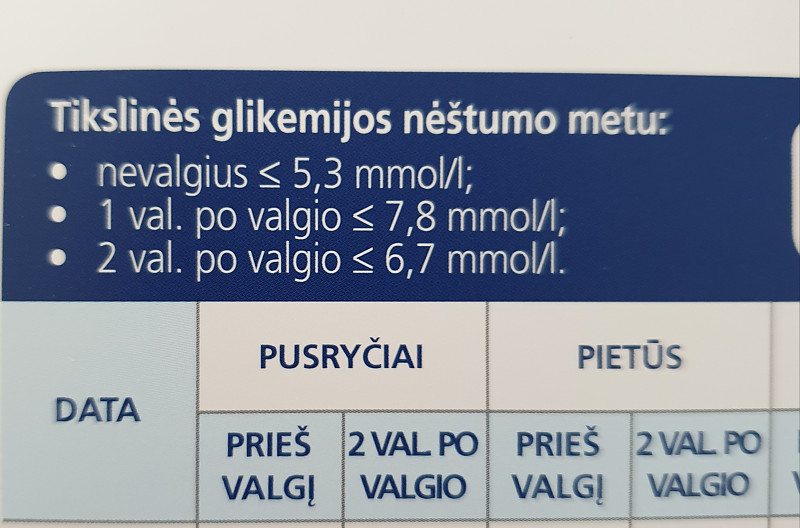 Tikslinės glikemijos nėštumo metu:
• nevalgius ≤ 5,3 mmol/l;
• 1 val. po valgio ≤ 7,8 mmol/l;
• 2 val. po valgio ≤ 6,7 mmol/l.
DATA
PUSRYČIAI
PIETŪS
PRIEŠ
VALGĮ
2 VAL. PO
VALGIO
PRIEŠ
VALGĮ
2 VAL. PO
VALGIO